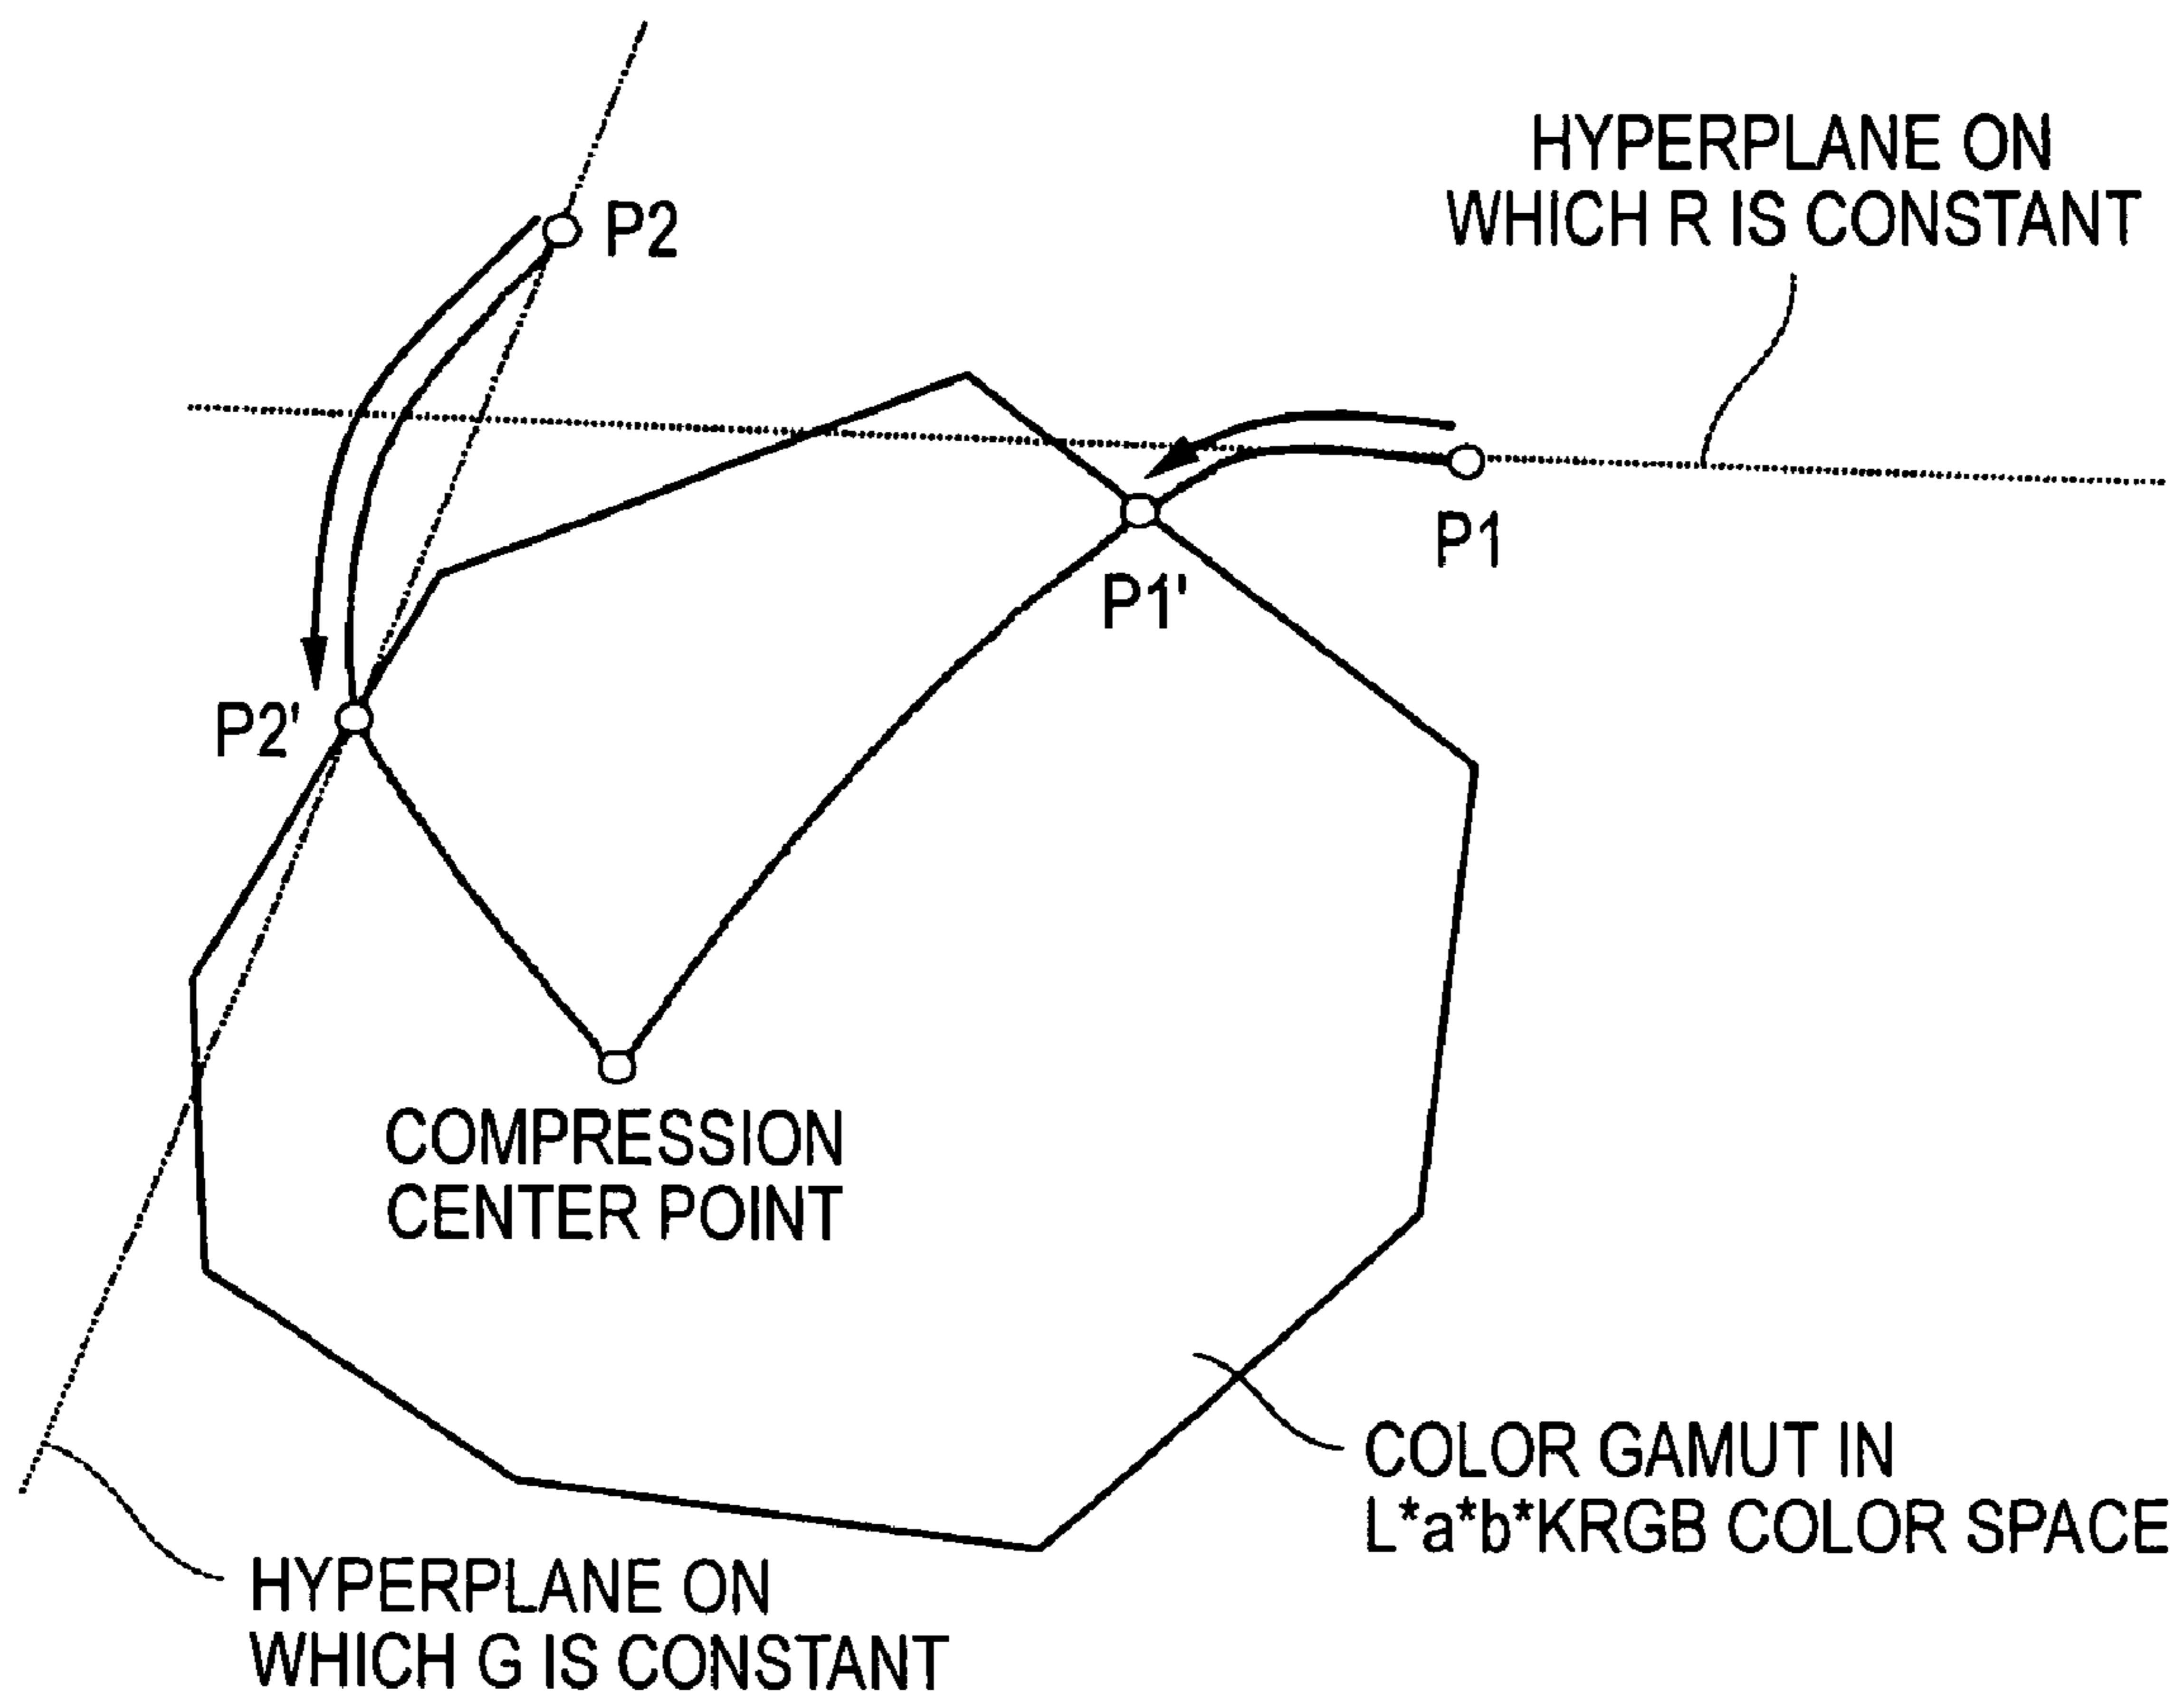 HYPERPLANE ON
WHICH R IS CONSTANT
P2
P1
P1'
P2'
COMPRESSION
CENTER POINT
COLOR GAMUT IN
L*a*b*KRGB COLOR SPACE
HYPERPLANE ON
WHICH G IS CONSTANT